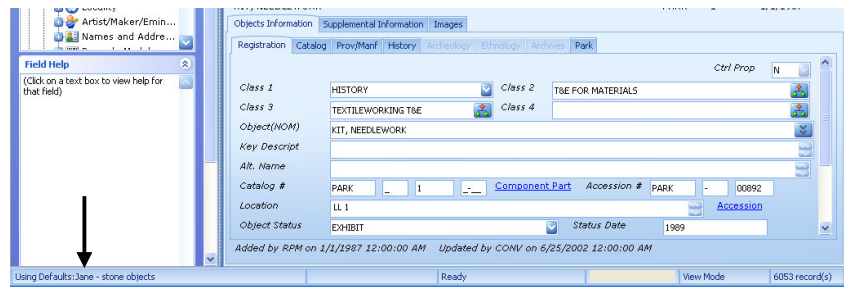 Objects Information Supplemental Information Images
Artist/Maker/Emin...
Names and Addre...
Registration Catalog Prov/Manf History Archeology Ethnology Archives Park
Field Help
(Click on a text box to view help for
that field)
Ctrl Prop N
Class 1 HISTORY Class 2 T&E FOR MATERIALS
Class 3 TEXTILEWORKING T&E Class 4
Object(NOM) KIT, NEEDLEWORK
Key Descript
Alt. Name
Catalog # PARK _ 1 _-__ Component Part Accession # PARK - 00892
Location LL 1 Accession
Object Status EXHIBIT Status Date 1989
Added by RPM on 1/1/1987 12:00:00 AM Updated by CONV on 6/25/2002 12:00:00 AM
Using Defaults:Jane - stone objects Ready View Mode 6053 record(s)